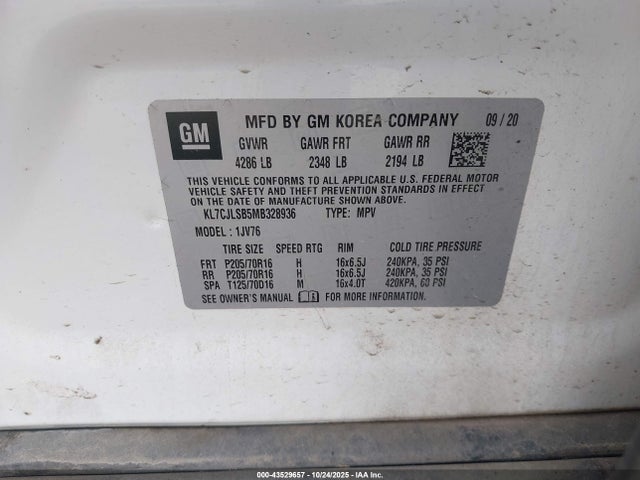 GM
MFD BY GM KOREA COMPANY 09/20
GVWR GAWR FRT GAWR RR
4286 LB 2348 LB 2194 LB
THIS VEHICLE CONFORMS TO ALL APPLICABLE U.S. FEDERAL MOTOR
VEHICLE SAFETY AND THEFT PREVENTION STANDARDS IN EFFECT ON
THE DATE OF MANUFACTURE SHOWN ABOVE.
KL7CJLSB5MB328936 TYPE: MPV
MODEL: 1JV76
TIRE SIZE SPEED RTG RIM COLD TIRE PRESSURE
FRT P205/70R16 H 16x6.5J 240KPA, 35 PSI
RR P205/70R16 H 16x6.5J 240KPA, 35 PSI
SPA T125/70D16 M 16x4.0T 420KPA, 60 PSI
SEE OWNER'S MANUAL FOR MORE INFORMATION.
000-43529657 - 10/24/2025 - IAA Inc.